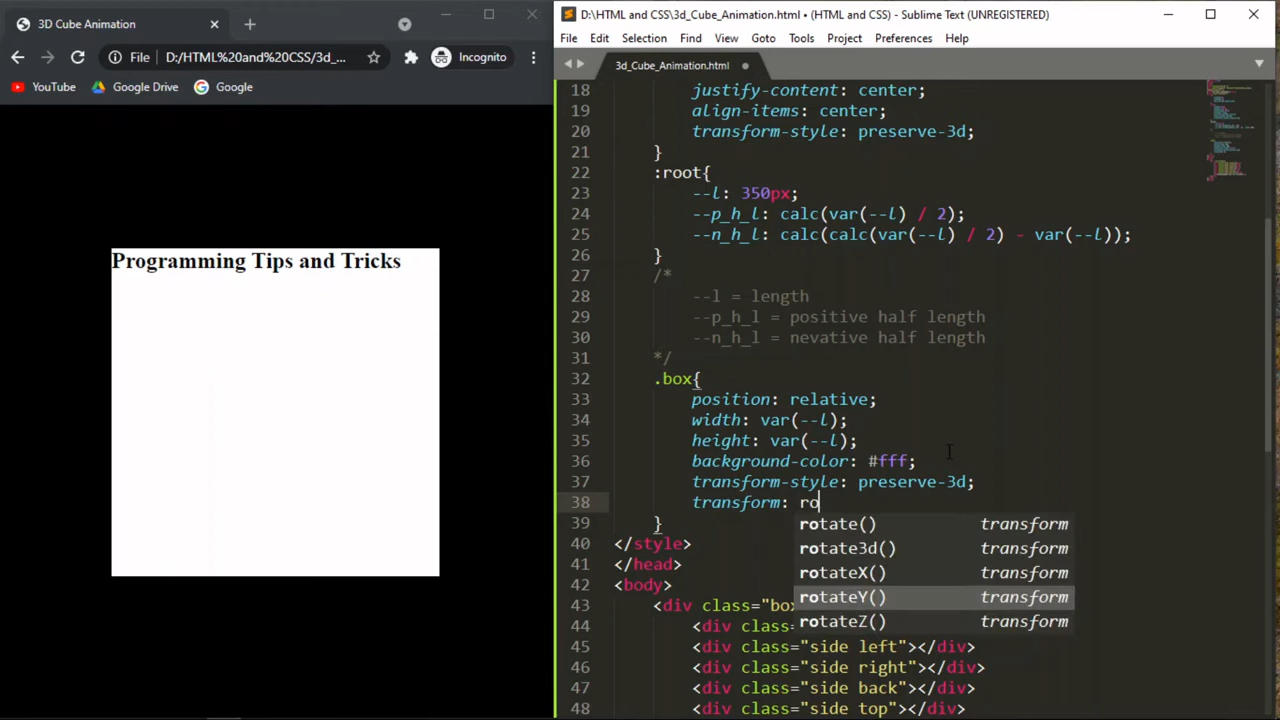 3D Cube Animation
File D:/HTML%20and%20CSS/3d_...
Incognito
YouTube Google Drive Google
Programming Tips and Tricks
D:\HTML and CSS\3d_Cube_Animation.html • (HTML and CSS) - Sublime Text (UNREGISTERED)
File Edit Selection Find View Goto Tools Project Preferences Help
3d_Cube_Animation.html
18 justify-content: center;
19 align-items: center;
20 transform-style: preserve-3d;
21 }
22 :root{
23 --l: 350px;
24 --p_h_l: calc(var(--l) / 2);
25 --n_h_l: calc(calc(var(--l) / 2) - var(--l));
26 }
27 /*
28 --l = length
29 --p_h_l = positive half length
30 --n_h_l = nevative half length
31 */
32 .box{
33 position: relative;
34 width: var(--l);
35 height: var(--l);
36 background-color: #fff;
37 transform-style: preserve-3d;
38 transform: ro
39 }
rotate() transform
rotate3d() transform
rotateX() transform
rotateY() transform
rotateZ() transform
40 </style>
41 </head>
42 <body>
43 <div class="bo
44 <div class=
45 <div class="side left"></div>
46 <div class="side right"></div>
47 <div class="side back"></div>
48 <div class="side top"></div>